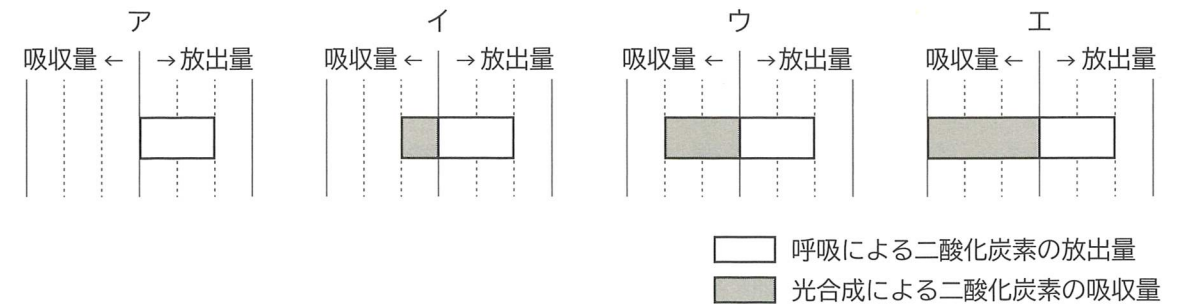 ア イ ウ エ
吸収量 ← → 放出量 吸収量 ← → 放出量 吸収量 ← → 放出量 吸収量 ← → 放出量
呼吸による二酸化炭素の放出量
光合成による二酸化炭素の吸収量